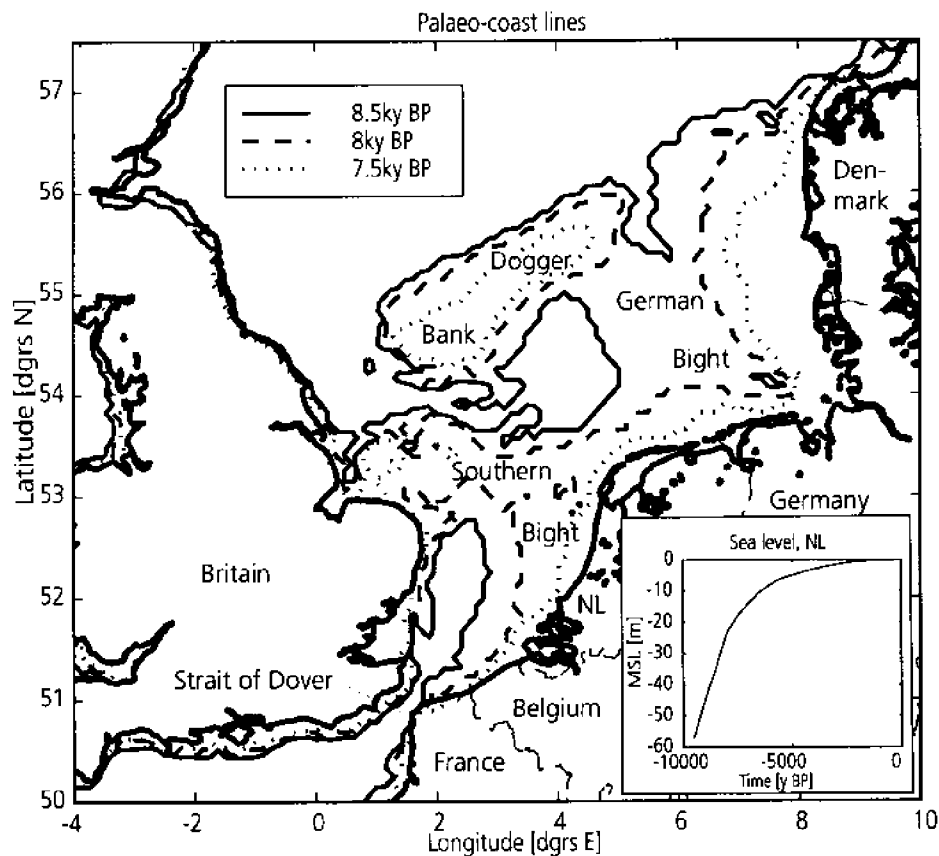 Palaeo-coast lines
57
56
55
54
53
52
51
50
Latitude [dgrs N]
8.5ky BP
8ky BP
7.5ky BP
Den-
mark
Dogger
Bank
German
Bight
Southern
Bight
Germany
Britain
NL
Strait of Dover
Belgium
France
Sea level, NL
0
-10
-20
-30
-40
-50
-60
MSL [m]
-10000
-5000
0
Time [y BP]
-4
-2
0
2
4
6
8
10
Longitude [dgrs E]